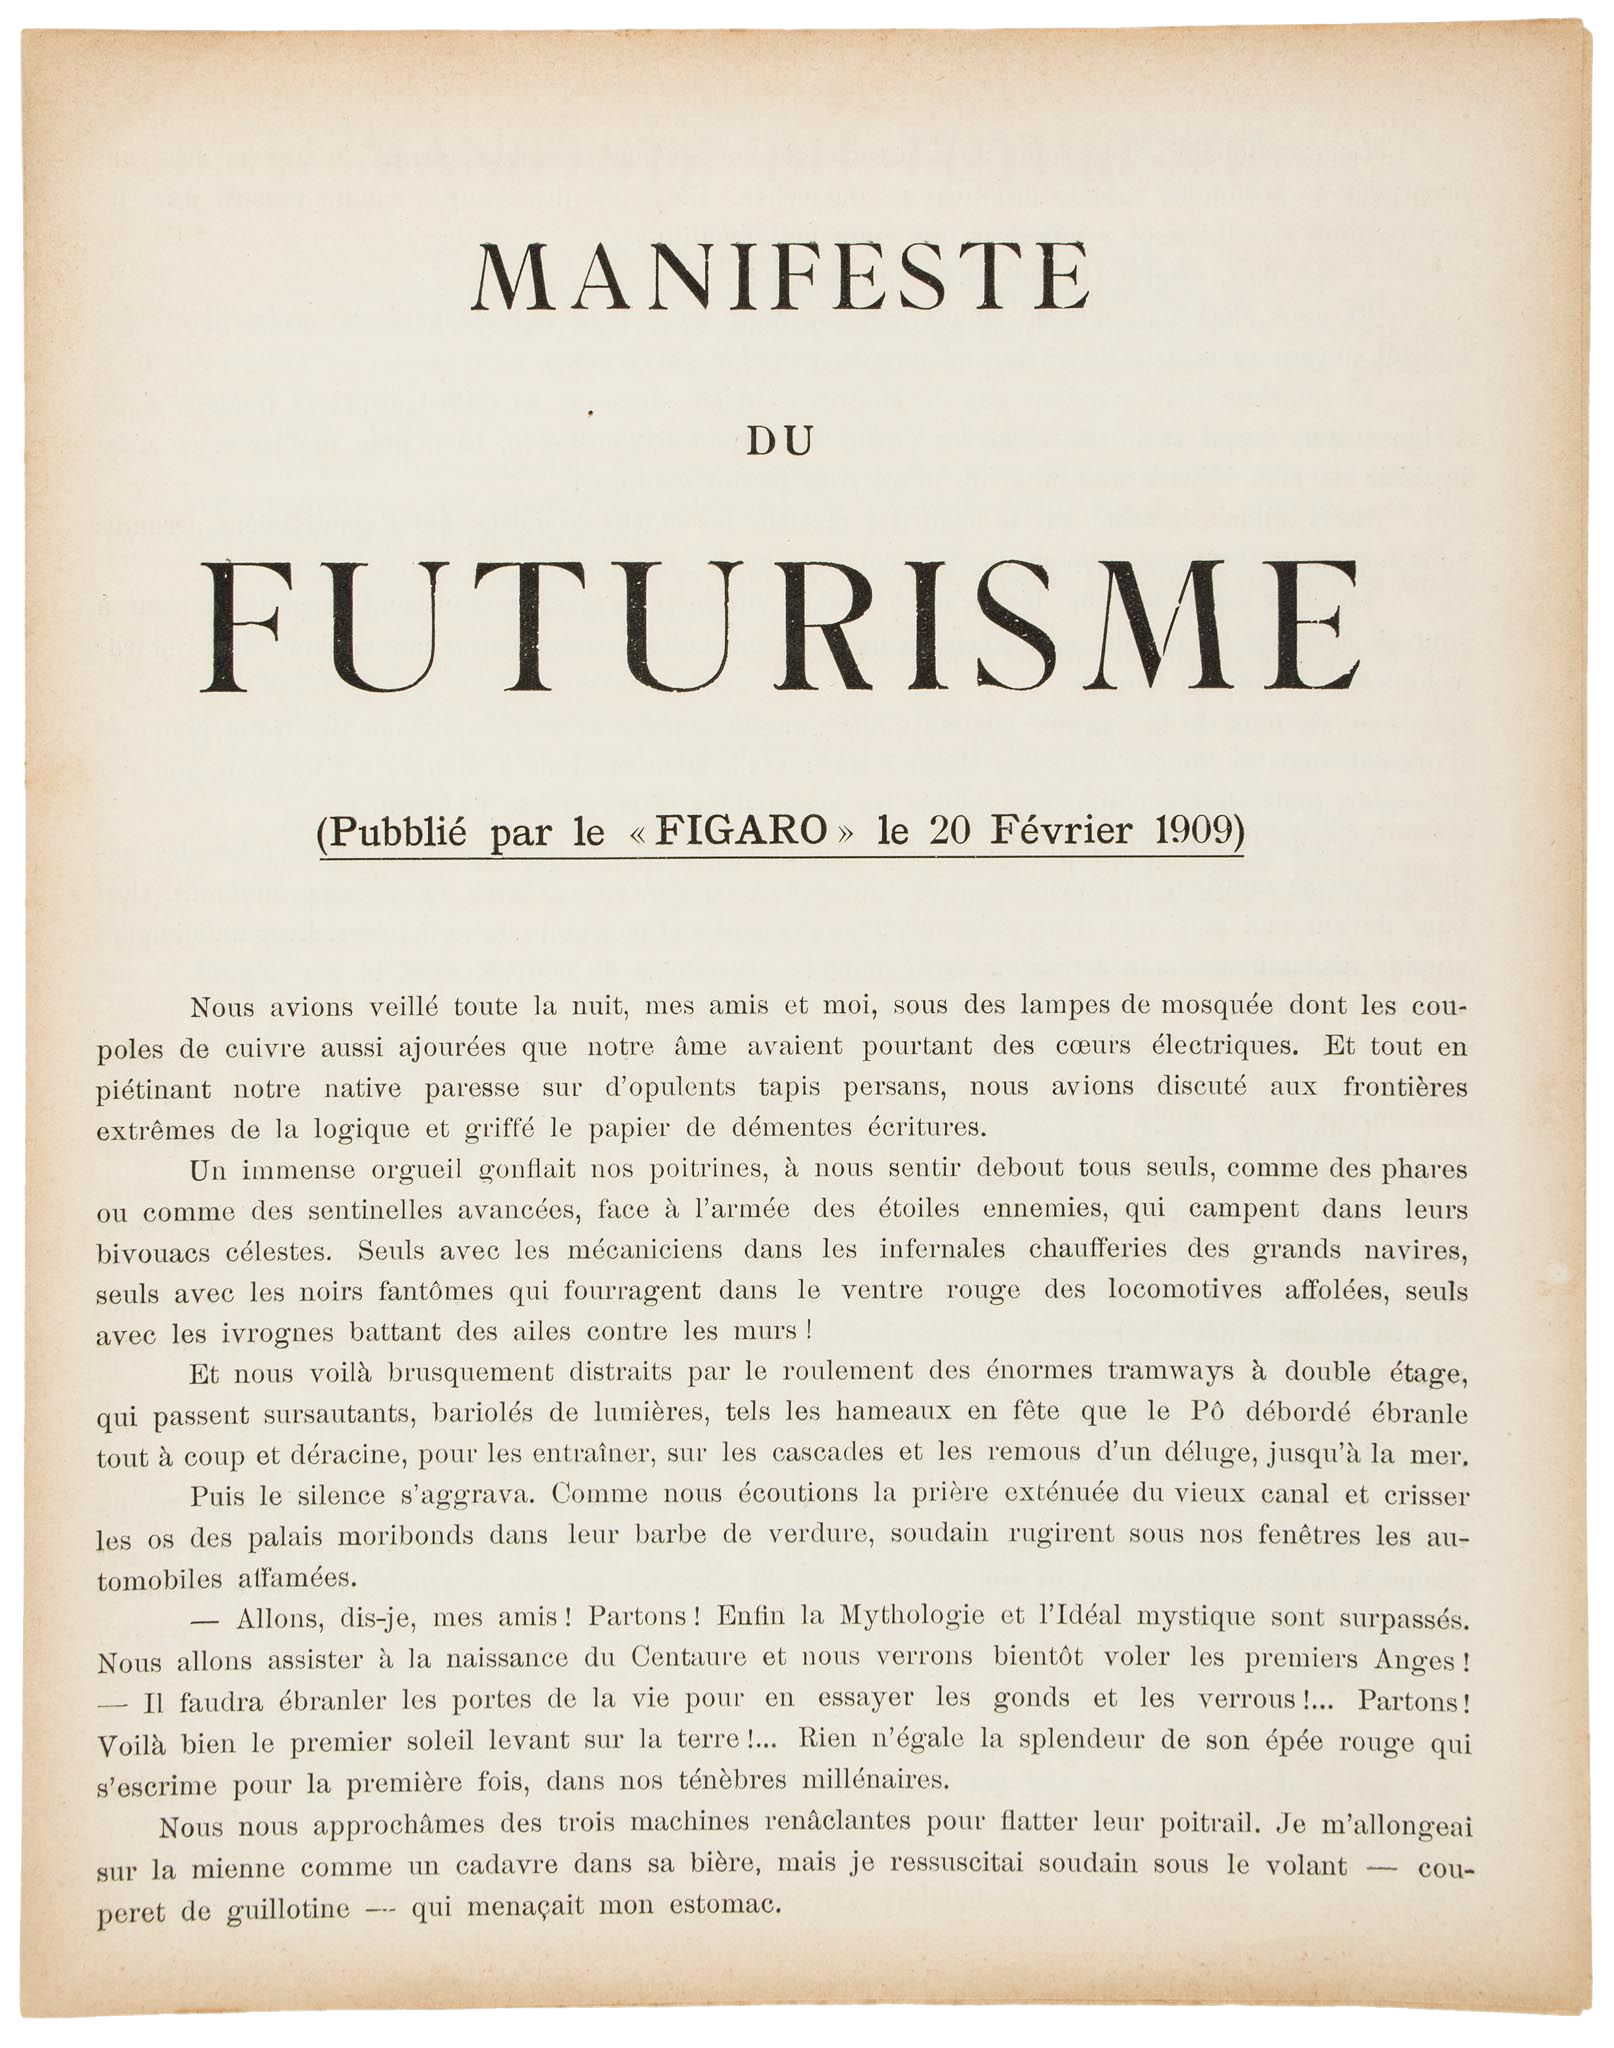 MANIFESTE
DU
FUTURISME
(Pubblié par le « FIGARO » le 20 Février 1909)
Nous avions veillé toute la nuit, mes amis et moi, sous des lampes de mosquée dont les cou-
poles de cuivre aussi ajourées que notre âme avaient pourtant des cœurs électriques. Et tout en
piétinant notre native paresse sur d'opulents tapis persans, nous avions discuté aux frontières
extrêmes de la logique et griffé le papier de démentes écritures.
Un immense orgueil gonflait nos poitrines, à nous sentir debout tous seuls, comme des phares
ou comme des sentinelles avancées, face à l'armée des étoiles ennemies, qui campent dans leurs
bivouacs célestes. Seuls avec les mécaniciens dans les infernales chaufferies des grands navires,
seuls avec les noirs fantômes qui fourragent dans le ventre rouge des locomotives affolées, seuls
avec les ivrognes battant des ailes contre les murs !
Et nous voilà brusquement distraits par le roulement des énormes tramways à double étage,
qui passent sursautants, bariolés de lumières, tels les hameaux en fête que le Pô débordé ébranle
tout à coup et déracine, pour les entraîner, sur les cascades et les remous d'un déluge, jusqu'à la mer.
Puis le silence s'aggrava. Comme nous écoutions la prière exténuée du vieux canal et crisser
les os des palais moribonds dans leur barbe de verdure, soudain rugirent sous nos fenêtres les au-
tomobiles affamées.
— Allons, dis-je, mes amis ! Partons ! Enfin la Mythologie et l'Idéal mystique sont surpassés.
Nous allons assister à la naissance du Centaure et nous verrons bientôt voler les premiers Anges !
— Il faudra ébranler les portes de la vie pour en essayer les gonds et les verrous !... Partons !
Voilà bien le premier soleil levant sur la terre !... Rien n'égale la splendeur de son épée rouge qui
s'escrime pour la première fois, dans nos ténèbres millénaires.
Nous nous approchâmes des trois machines renâclantes pour flatter leur poitrail. Je m'allongeai
sur la mienne comme un cadavre dans sa bière, mais je ressuscitai soudain sous le volant — cou-
peret de guillotine — qui menaçait mon estomac.